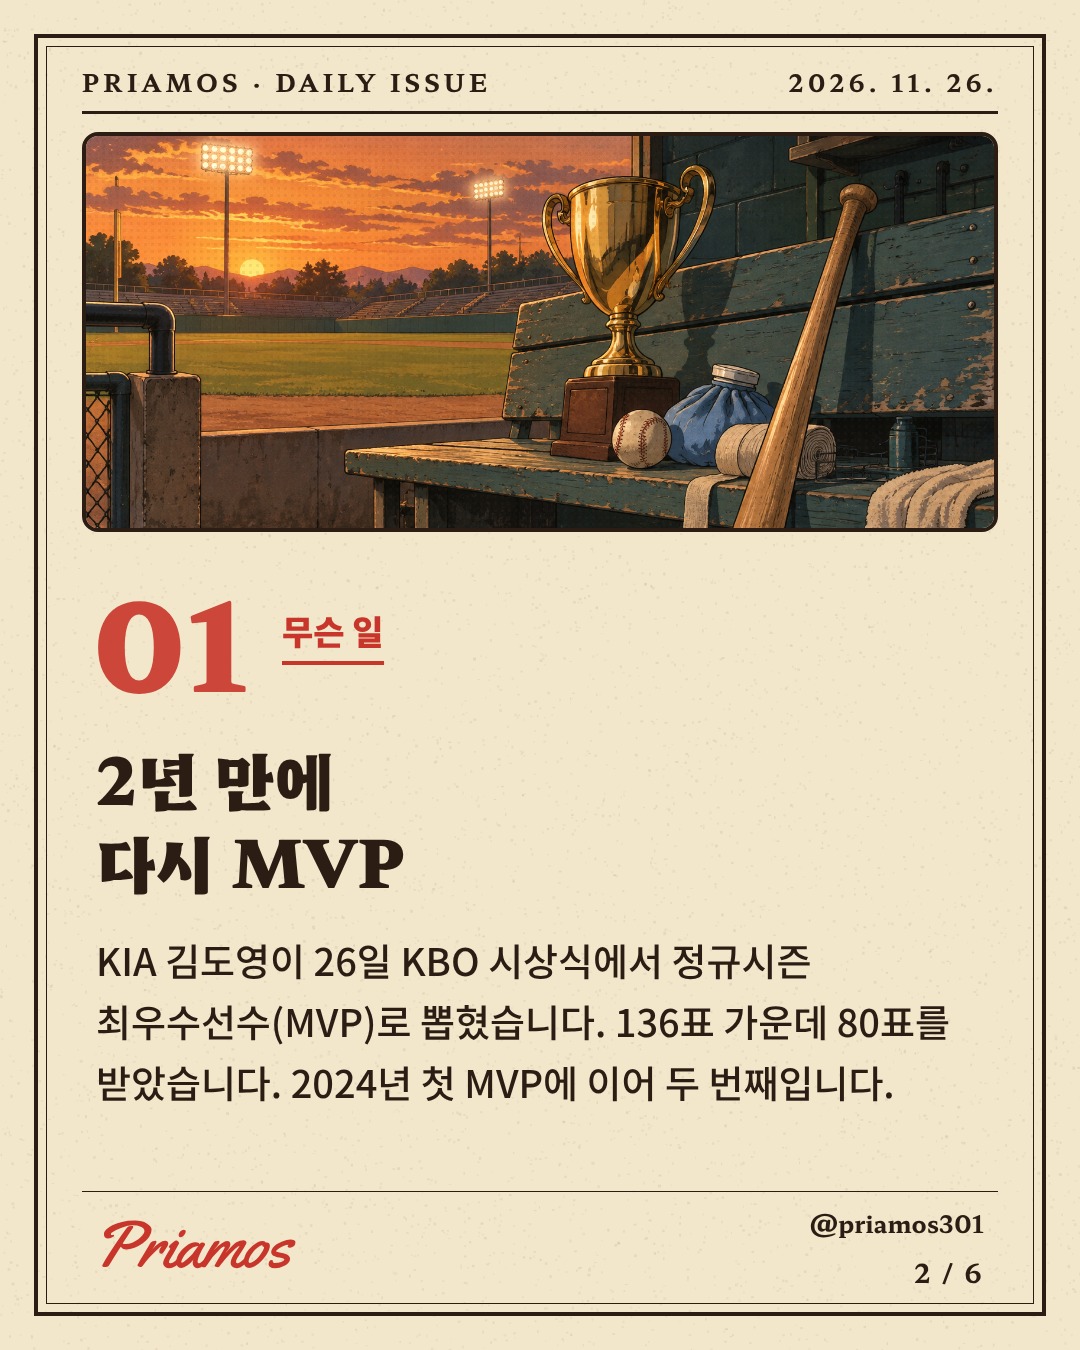 PRIAMOS · DAILY ISSUE
2026. 11. 26.
01
무슨 일
2년 만에
다시 MVP
KIA 김도영이 26일 KBO 시상식에서 정규시즌
최우수선수(MVP)로 뽑혔습니다. 136표 가운데 80표를
받았습니다. 2024년 첫 MVP에 이어 두 번째입니다.
Priamos
@priamos301
2 / 6